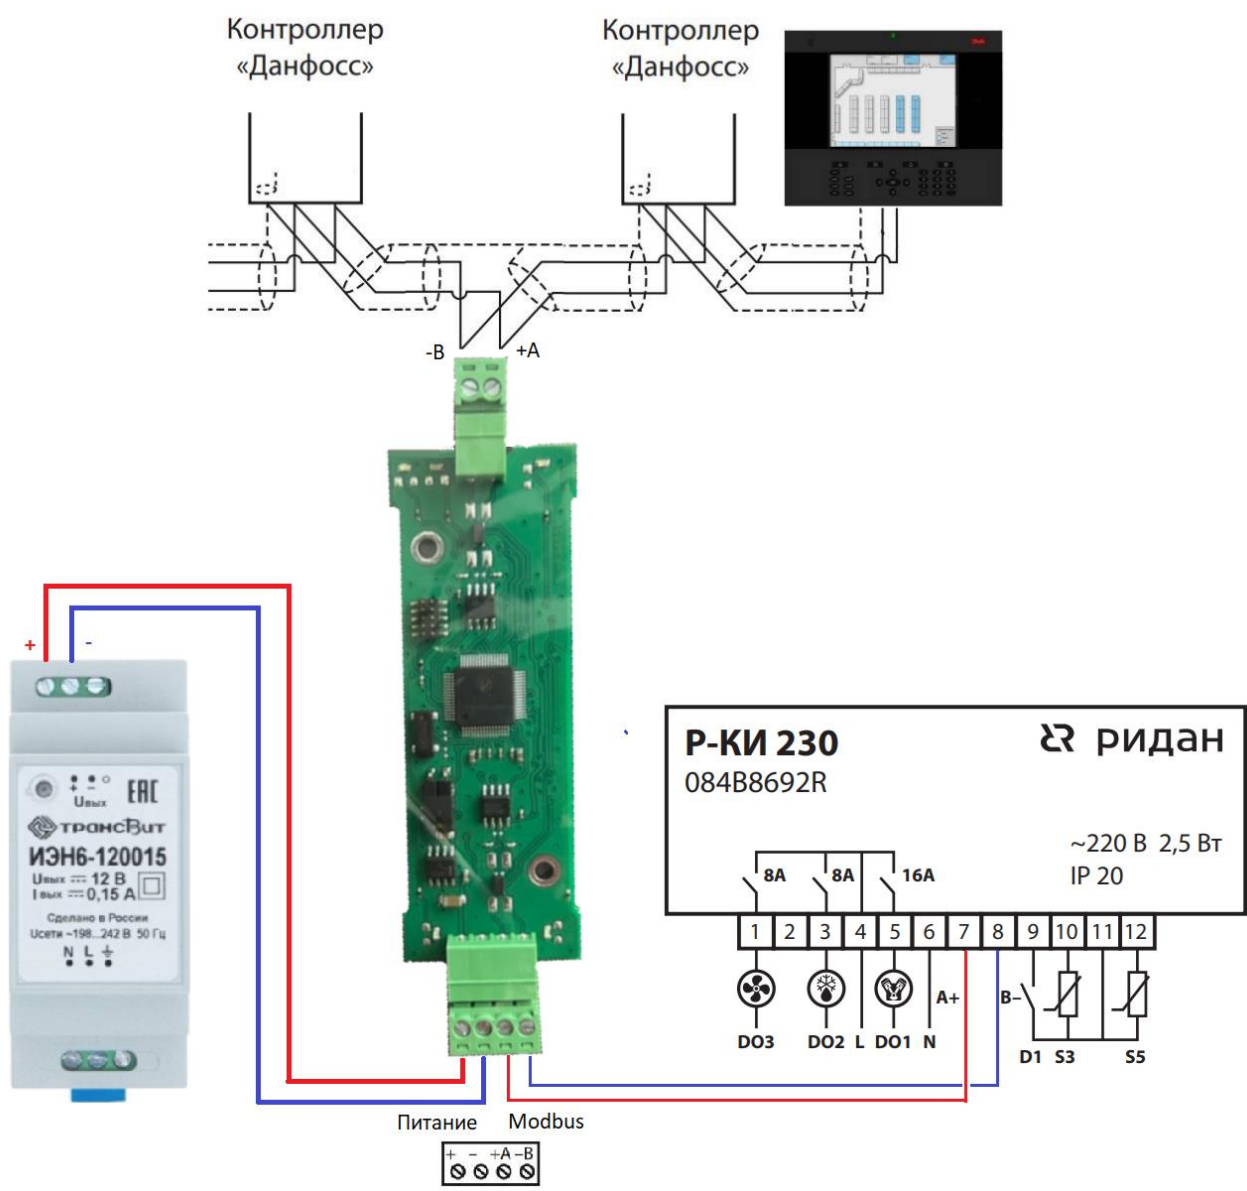 Контроллер
«Данфосс»
Контроллер
«Данфосс»
-B
+A
+
-
+ -
Uвых
EAC
ТРАНСВИТ
ИЭН6-120015
Uвых 12 В
Iвых 0,15 А
Сделано в России
Uсети ~198...242 В 50 Гц
N L
Р-КИ 230
084B8692R
ридан
~220 В 2,5 Вт
IP 20
8A
8A
16A
1 2 3 4 5 6 7 8 9 10 11 12
A+
B-
DO3 DO2 L DO1 N
D1 S3 S5
Питание
Modbus
+ - +A -B